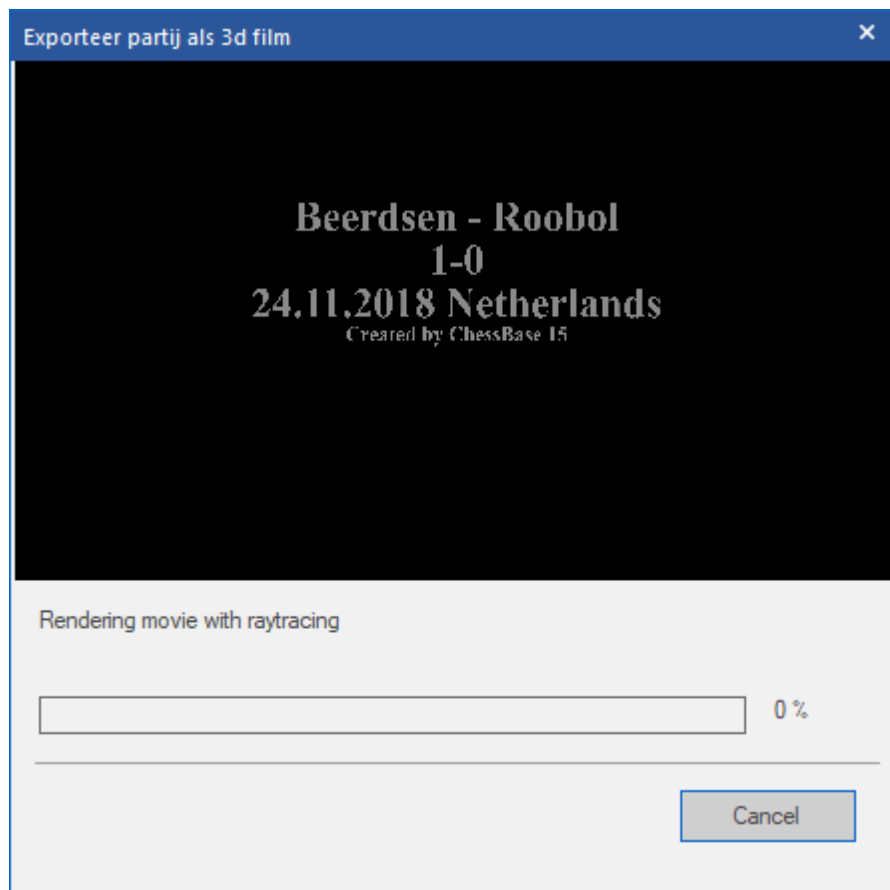 Exporteer partij als 3d film
Beerdsen - Roobol
1-0
24.11.2018 Netherlands
Created by ChessBase 15
Rendering movie with raytracing
0 %
Cancel